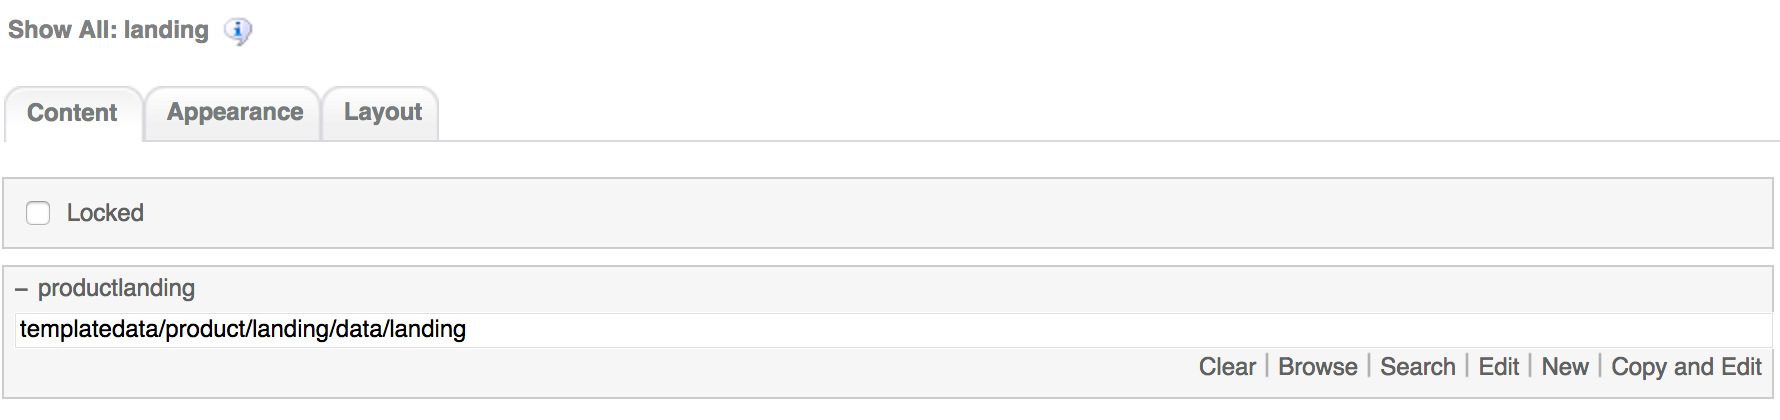 Show All: landing
Content Appearance Layout
Locked
– productlanding
templatedata/product/landing/data/landing
Clear | Browse | Search | Edit | New | Copy and Edit